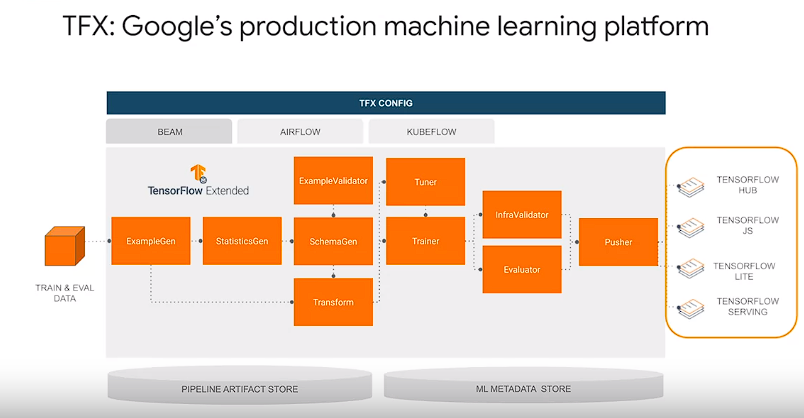 TFX: Google's production machine learning platform
TFX CONFIG
BEAM
AIRFLOW
KUBEFLOW
TensorFlow Extended
ExampleValidator
Tuner
TENSORFLOW
HUB
ExampleGen
StatisticsGen
SchemaGen
Trainer
InfraValidator
Pusher
TENSORFLOW
JS
Evaluator
TENSORFLOW
LITE
TRAIN & EVAL
DATA
Transform
TENSORFLOW
SERVING
PIPELINE ARTIFACT STORE
ML METADATA STORE